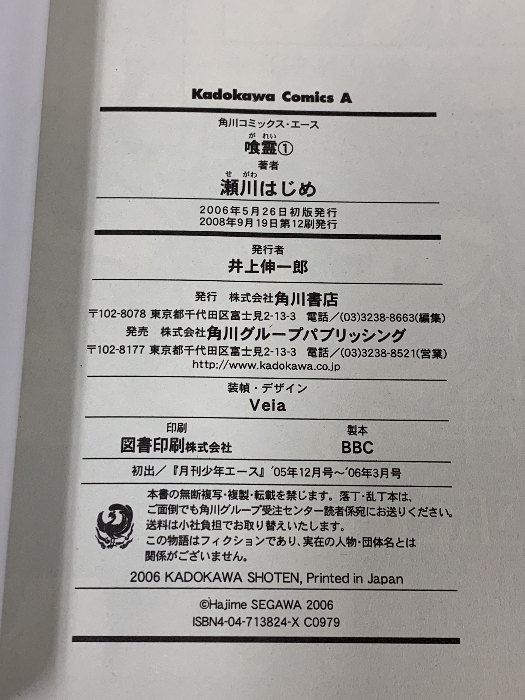 Kadokawa Comics A
角川コミックス・エース
がれい
喰霊①
著者
せがわ
瀬川はじめ
2006年5月26日初版発行
2008年9月19日第12刷発行
発行者
井上伸一郎
発行 株式会社角川書店
〒102-8078 東京都千代田区富士見2-13-3 電話／(03)3238-8663(編集)
発売 株式会社角川グループパブリッシング
〒102-8177 東京都千代田区富士見2-13-3 電話／(03)3238-8521(営業)
http://www.kadokawa.co.jp
装幀・デザイン
Veia
印刷 製本
図書印刷株式会社 BBC
初出／『月刊少年エース』'05年12月号〜'06年3月号
本書の無断複写・複製・転載を禁じます。落丁・乱丁本は、
ご面倒でも角川グループ受注センター読者係宛にお送りください。
送料は小社負担でお取り替えいたします。
この物語はフィクションであり、実在の人物・団体名とは
関係がございません。
2006 KADOKAWA SHOTEN, Printed in Japan
©Hajime SEGAWA 2006
ISBN4-04-713824-X C0979